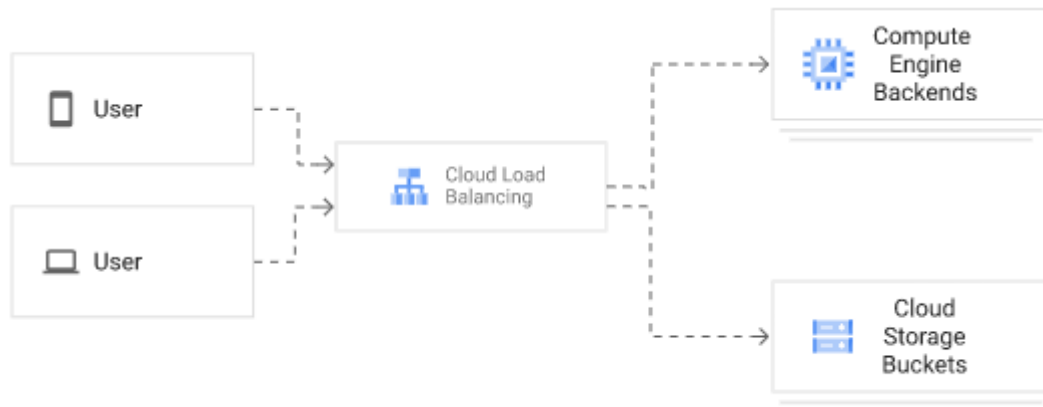 User
User
Cloud Load
Balancing
Compute
Engine
Backends
Cloud
Storage
Buckets